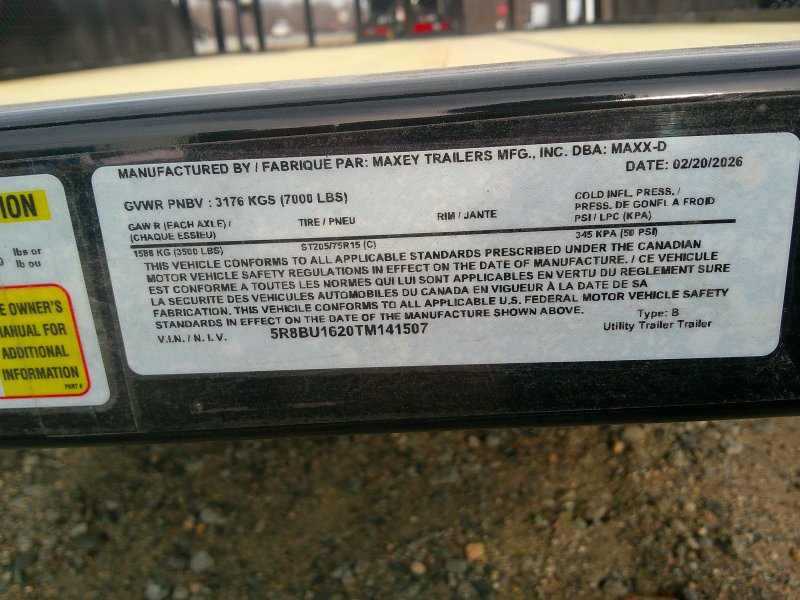 ION
lbs or
lb ou
E OWNER'S
MANUAL FOR
ADDITIONAL
INFORMATION
PART #
MANUFACTURED BY / FABRIQUE PAR: MAXEY TRAILERS MFG., INC. DBA: MAXX-D
DATE: 02/20/2026
GVWR PNBV : 3176 KGS (7000 LBS)
GAWR (EACH AXLE) / (CHAQUE ESSIEU)
TIRE / PNEU
RIM / JANTE
COLD INFL. PRESS. /
PRESS. DE GONFL A FROID
PSI / LPC (KPA)
1588 KG (3500 LBS) ST205/75R15 (C) 345 KPA (50 PSI)
THIS VEHICLE CONFORMS TO ALL APPLICABLE STANDARDS PRESCRIBED UNDER THE CANADIAN
MOTOR VEHICLE SAFETY REGULATIONS IN EFFECT ON THE DATE OF MANUFACTURE. / CE VEHICULE
EST CONFORME A TOUTES LES NORMES QUI LUI SONT APPLICABLES EN VERTU DU REGLEMENT SURE
LA SECURITE DES VEHICULES AUTOMOBILES DU CANADA EN VIGUEUR À LA DATE DE SA
FABRICATION. THIS VEHICLE CONFORMS TO ALL APPLICABLE U.S. FEDERAL MOTOR VEHICLE SAFETY
STANDARDS IN EFFECT ON THE DATE OF THE MANUFACTURE SHOWN ABOVE.
V.I.N. / N.I.V. 5R8BU1620TM141507
Type: B
Utility Trailer Trailer